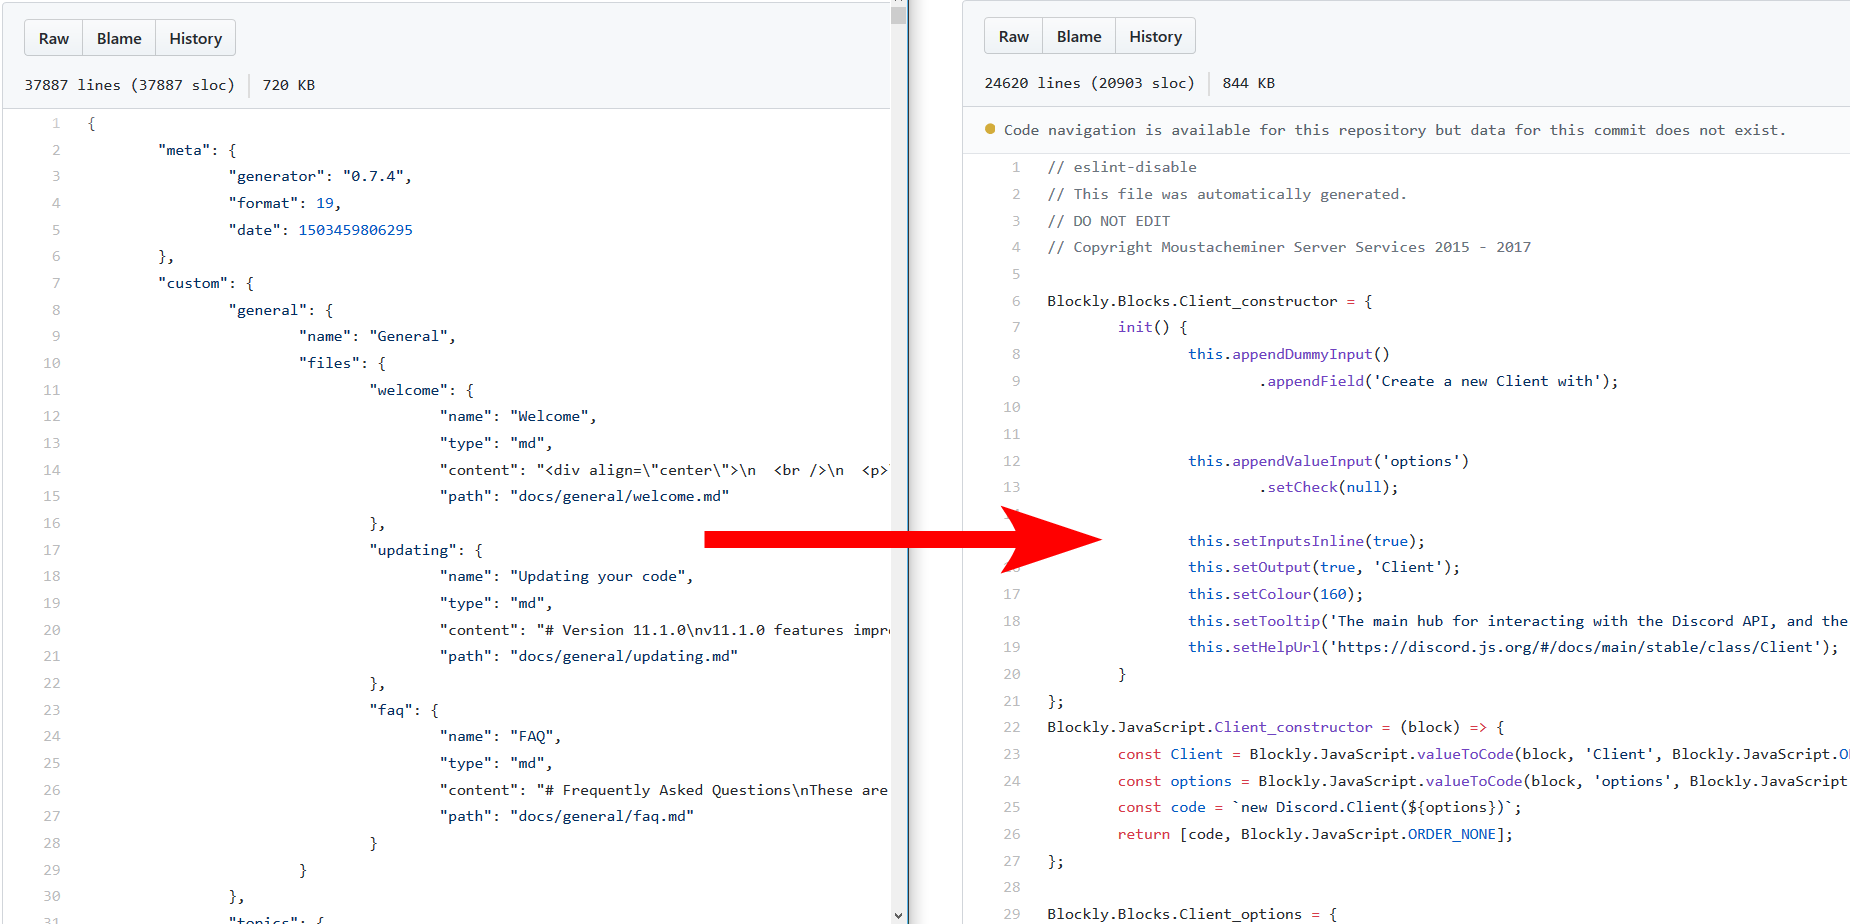 Raw Blame History
37887 lines (37887 sloc) 720 KB
1 {
2 "meta": {
3 "generator": "0.7.4",
4 "format": 19,
5 "date": 1503459806295
6 },
7 "custom": {
8 "general": {
9 "name": "General",
10 "files": {
11 "welcome": {
12 "name": "Welcome",
13 "type": "md",
14 "content": "<div align=\"center\">\n <br />\n <p>
15 "path": "docs/general/welcome.md"
16 },
17 "updating": {
18 "name": "Updating your code",
19 "type": "md",
20 "content": "# Version 11.1.0\nv11.1.0 features impr
21 "path": "docs/general/updating.md"
22 },
23 "faq": {
24 "name": "FAQ",
25 "type": "md",
26 "content": "# Frequently Asked Questions\nThese are
27 "path": "docs/general/faq.md"
28 }
29 }
30 },
31 "topics": {
Raw Blame History
24620 lines (20903 sloc) 844 KB
Code navigation is available for this repository but data for this commit does not exist.
1 // eslint-disable
2 // This file was automatically generated.
3 // DO NOT EDIT
4 // Copyright Moustacheminer Server Services 2015 - 2017
5
6 Blockly.Blocks.Client_constructor = {
7 init() {
8 this.appendDummyInput()
9 .appendField('Create a new Client with');
10
11
12 this.appendValueInput('options')
13 .setCheck(null);
this.setInputsInline(true);
this.setOutput(true, 'Client');
17 this.setColour(160);
18 this.setTooltip('The main hub for interacting with the Discord API, and the
19 this.setHelpUrl('https://discord.js.org/#/docs/main/stable/class/Client');
20 }
21 };
22 Blockly.JavaScript.Client_constructor = (block) => {
23 const Client = Blockly.JavaScript.valueToCode(block, 'Client', Blockly.JavaScript.O
24 const options = Blockly.JavaScript.valueToCode(block, 'options', Blockly.JavaScript
25 const code = `new Discord.Client(${options})`;
26 return [code, Blockly.JavaScript.ORDER_NONE];
27 };
28
29 Blockly.Blocks.Client_options = {